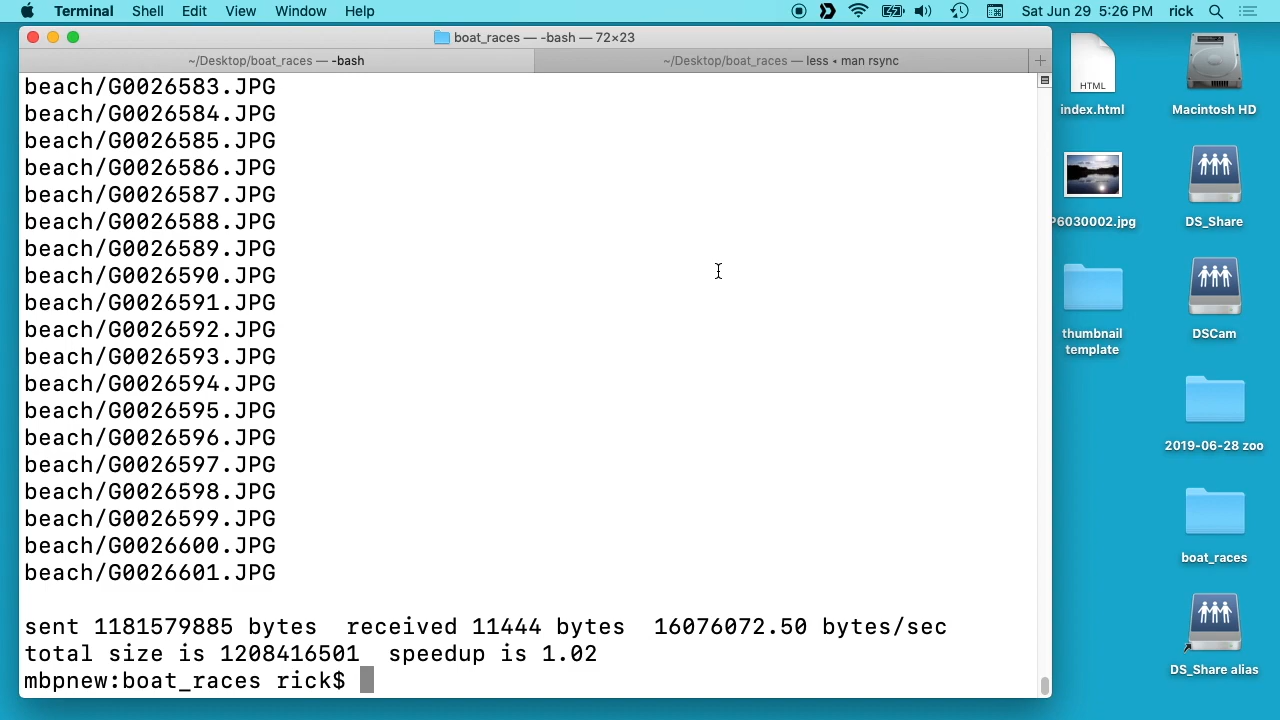 Terminal Shell Edit View Window Help Sat Jun 29 5:26 PM rick
boat_races — -bash — 72×23
~/Desktop/boat_races — -bash ~/Desktop/boat_races — less ◂ man rsync
beach/G0026583.JPG
beach/G0026584.JPG
beach/G0026585.JPG
beach/G0026586.JPG
beach/G0026587.JPG
beach/G0026588.JPG
beach/G0026589.JPG
beach/G0026590.JPG
beach/G0026591.JPG
beach/G0026592.JPG
beach/G0026593.JPG
beach/G0026594.JPG
beach/G0026595.JPG
beach/G0026596.JPG
beach/G0026597.JPG
beach/G0026598.JPG
beach/G0026599.JPG
beach/G0026600.JPG
beach/G0026601.JPG
sent 1181579885 bytes  received 11444 bytes  16076072.50 bytes/sec
total size is 1208416501  speedup is 1.02
mbpnew:boat_races rick$
HTML
index.html
Macintosh HD
P6030002.jpg
DS_Share
thumbnail
template
DSCam
2019-06-28 zoo
boat_races
DS_Share alias